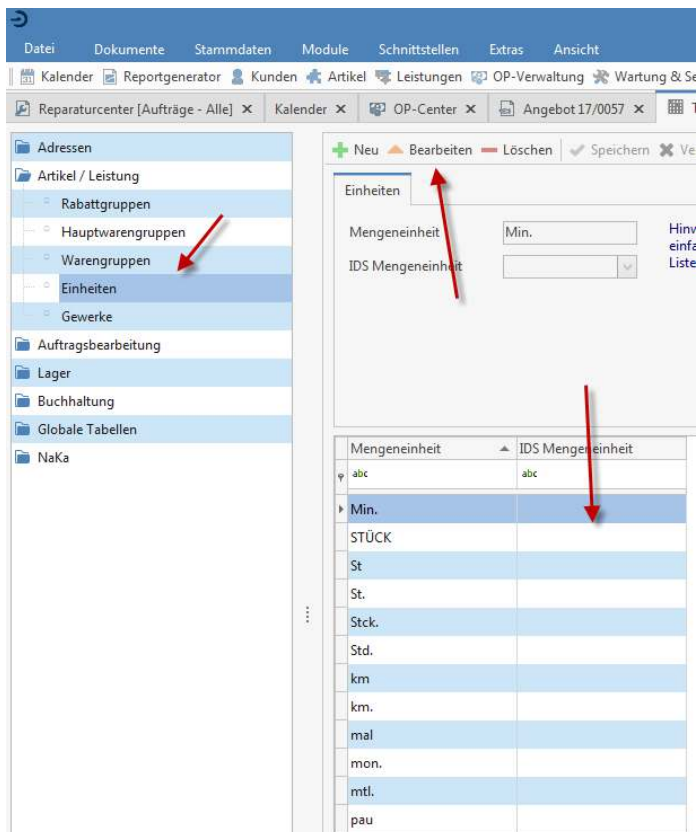 Datei Dokumente Stammdaten Module Schnittstellen Extras Ansicht
Kalender Reportgenerator Kunden Artikel Leistungen OP-Verwaltung Wartung & Se
Reparaturcenter [Aufträge - Alle] Kalender OP-Center Angebot 17/0057 T
Adressen
Artikel / Leistung
Rabattgruppen
Hauptwarengruppen
Warengruppen
Einheiten
Gewerke
Auftragsbearbeitung
Lager
Buchhaltung
Globale Tabellen
NaKa
Neu Bearbeiten Löschen Speichern Ve
Einheiten
Mengeneinheit Min. Hinw
einfa
IDS Mengeneinheit Liste
Mengeneinheit IDS Mengeneinheit
abc abc
Min.
STÜCK
St
St.
Stck.
Std.
km
km.
mal
mon.
mtl.
pau